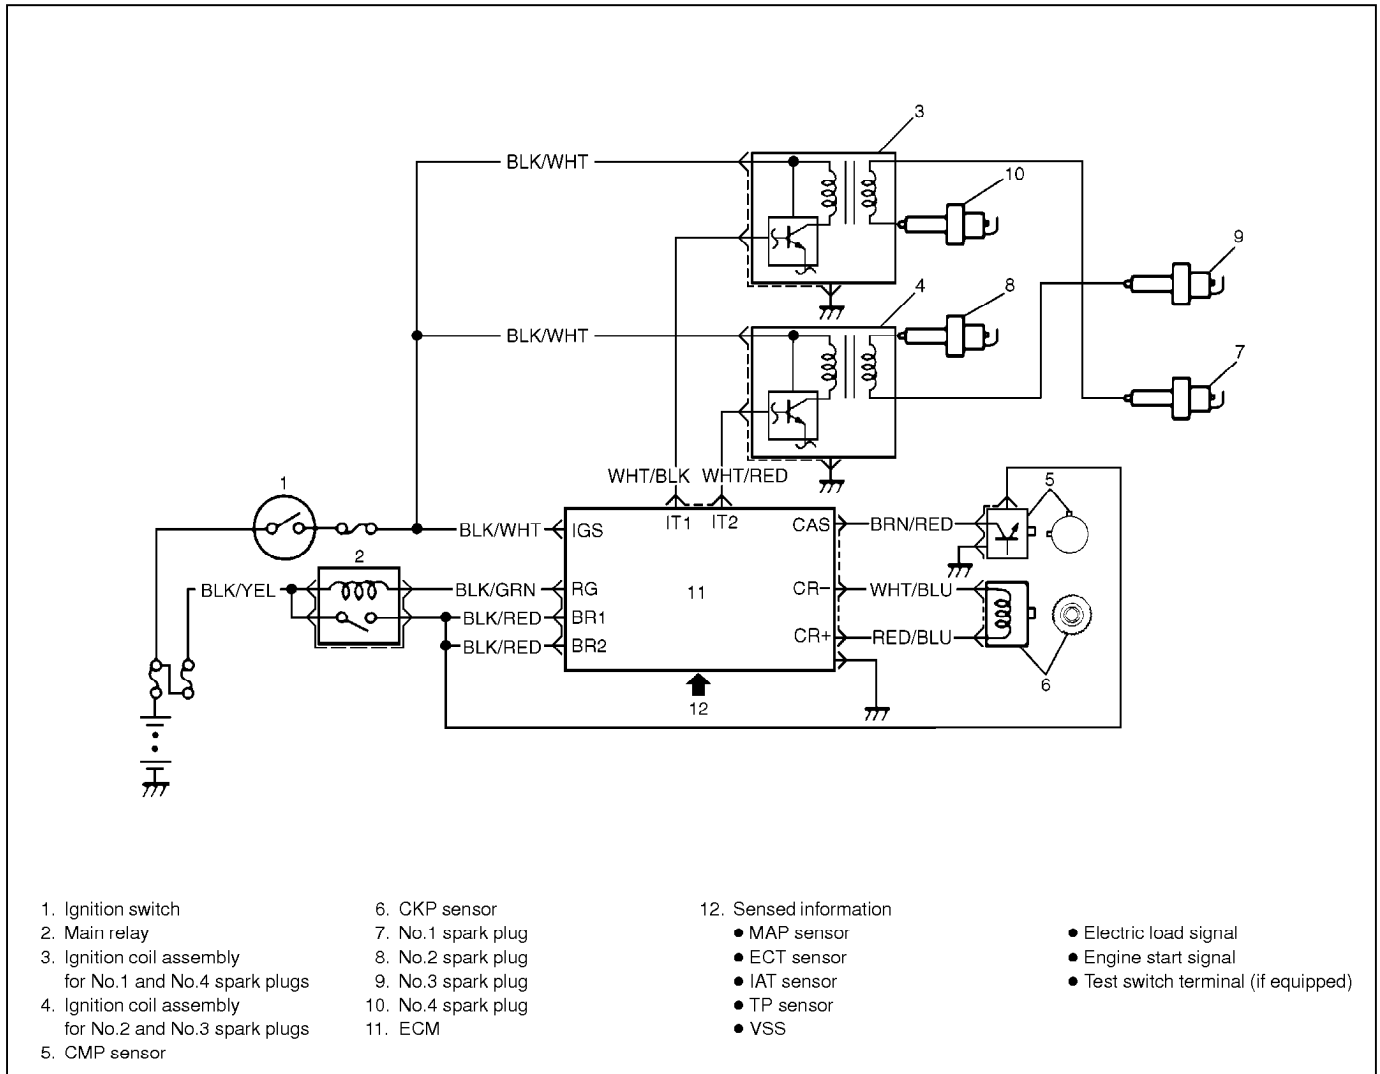 3
BLK/WHT
10
9
4
8
BLK/WHT
7
WHT/BLK WHT/RED
1
5
IT1 IT2
BLK/WHT
IGS
CAS
BRN/RED
2
BLK/YEL
BLK/GRN
RG
11
CR−
WHT/BLU
BLK/RED
BR1
CR+
RED/BLU
BLK/RED
BR2
6
12
1. Ignition switch
2. Main relay
3. Ignition coil assembly
for No.1 and No.4 spark plugs
4. Ignition coil assembly
for No.2 and No.3 spark plugs
5. CMP sensor
6. CKP sensor
7. No.1 spark plug
8. No.2 spark plug
9. No.3 spark plug
10. No.4 spark plug
11. ECM
12. Sensed information
● MAP sensor
● ECT sensor
● IAT sensor
● TP sensor
● VSS
● Electric load signal
● Engine start signal
● Test switch terminal (if equipped)